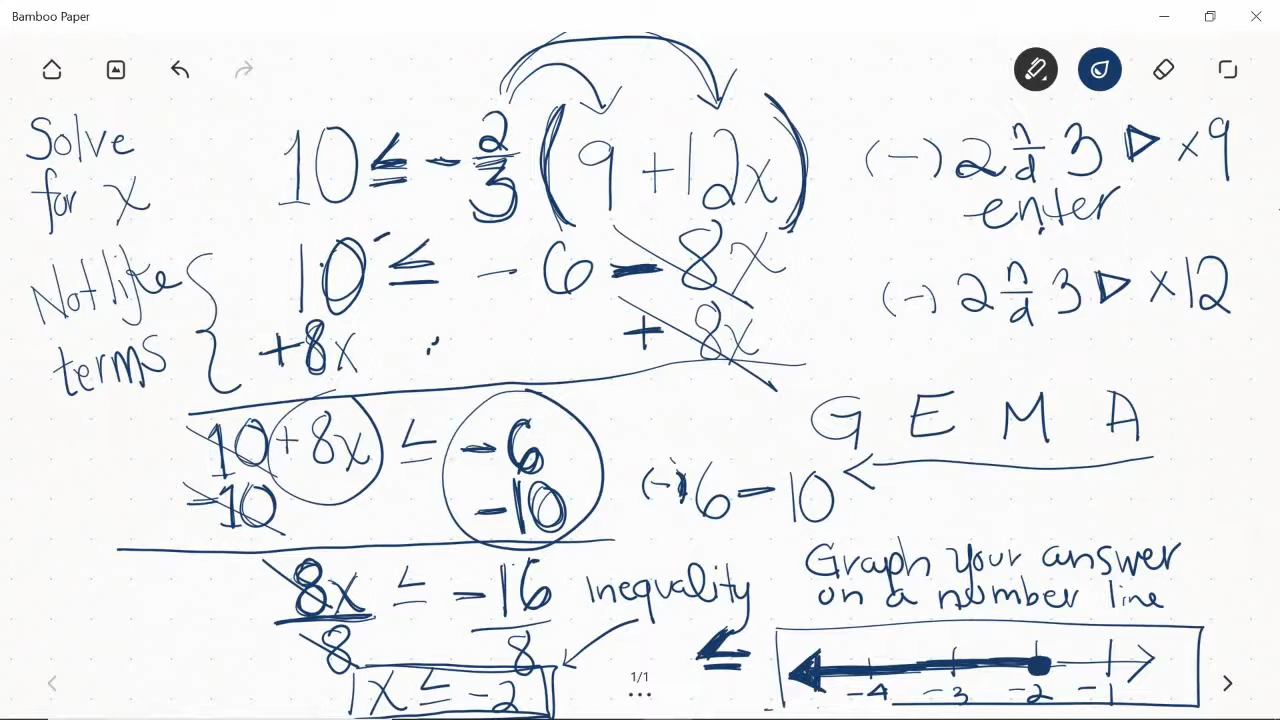 Bamboo Paper
Solve
for x
10 ≤ - 2/3 (9 + 12x)
(-) 2 n/d 3 ▷ x 9
enter
Not like
terms
10 ≤ - 6 - 8x
+8x + 8x
(-) 2 n/d 3 ▷ x 12
10 + 8x ≤ - 6
-10 - 10
G E M A
(-) 6 - 10
8x ≤ - 16
8 8
Inequality
≤
x ≤ -2
Graph your answer
on a number line
-4 -3 -2 -1
1/1